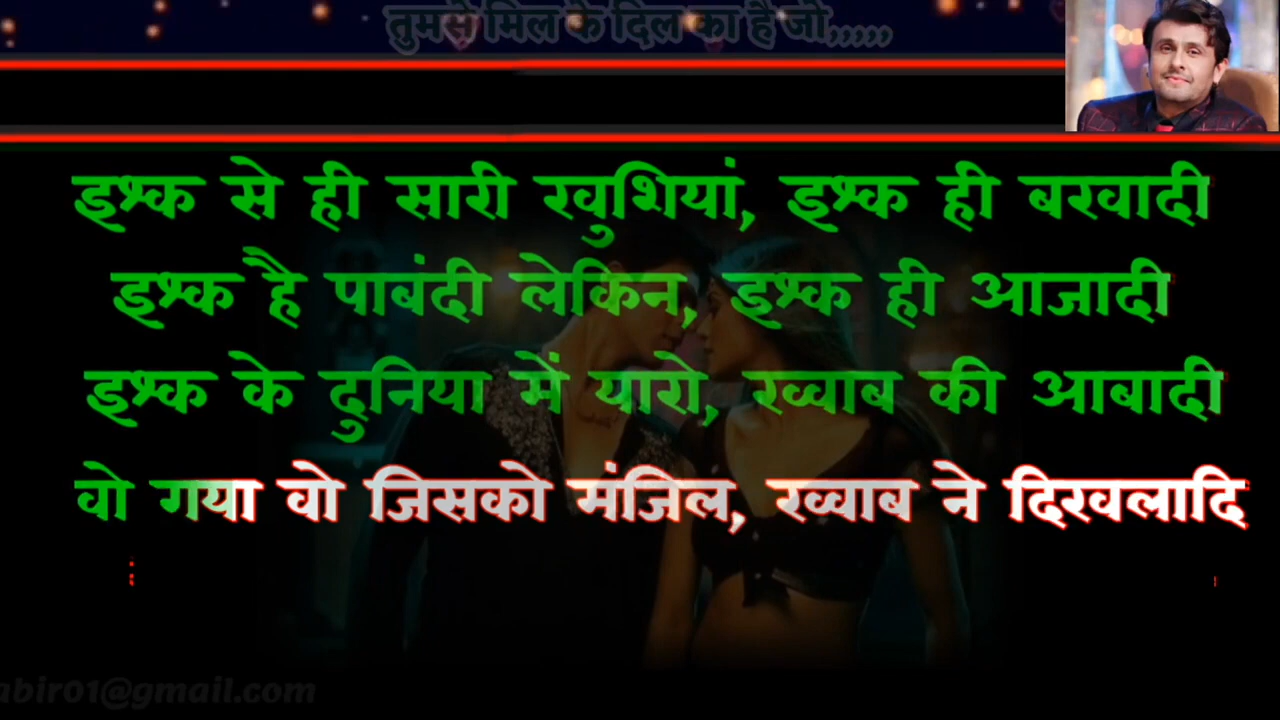 तुमसे मिल के दिल का है जो,,,,,
इश्क से ही सारी खुशियां, इश्क ही बरवादी
इश्क है पाबंदी लेकिन, इश्क ही आजादी
इश्क के दुनिया में यारो, ख्वाब की आबादी
वो गया वो जिसको मंजिल, ख्वाब ने दिखलादि
abir01@gmail.com